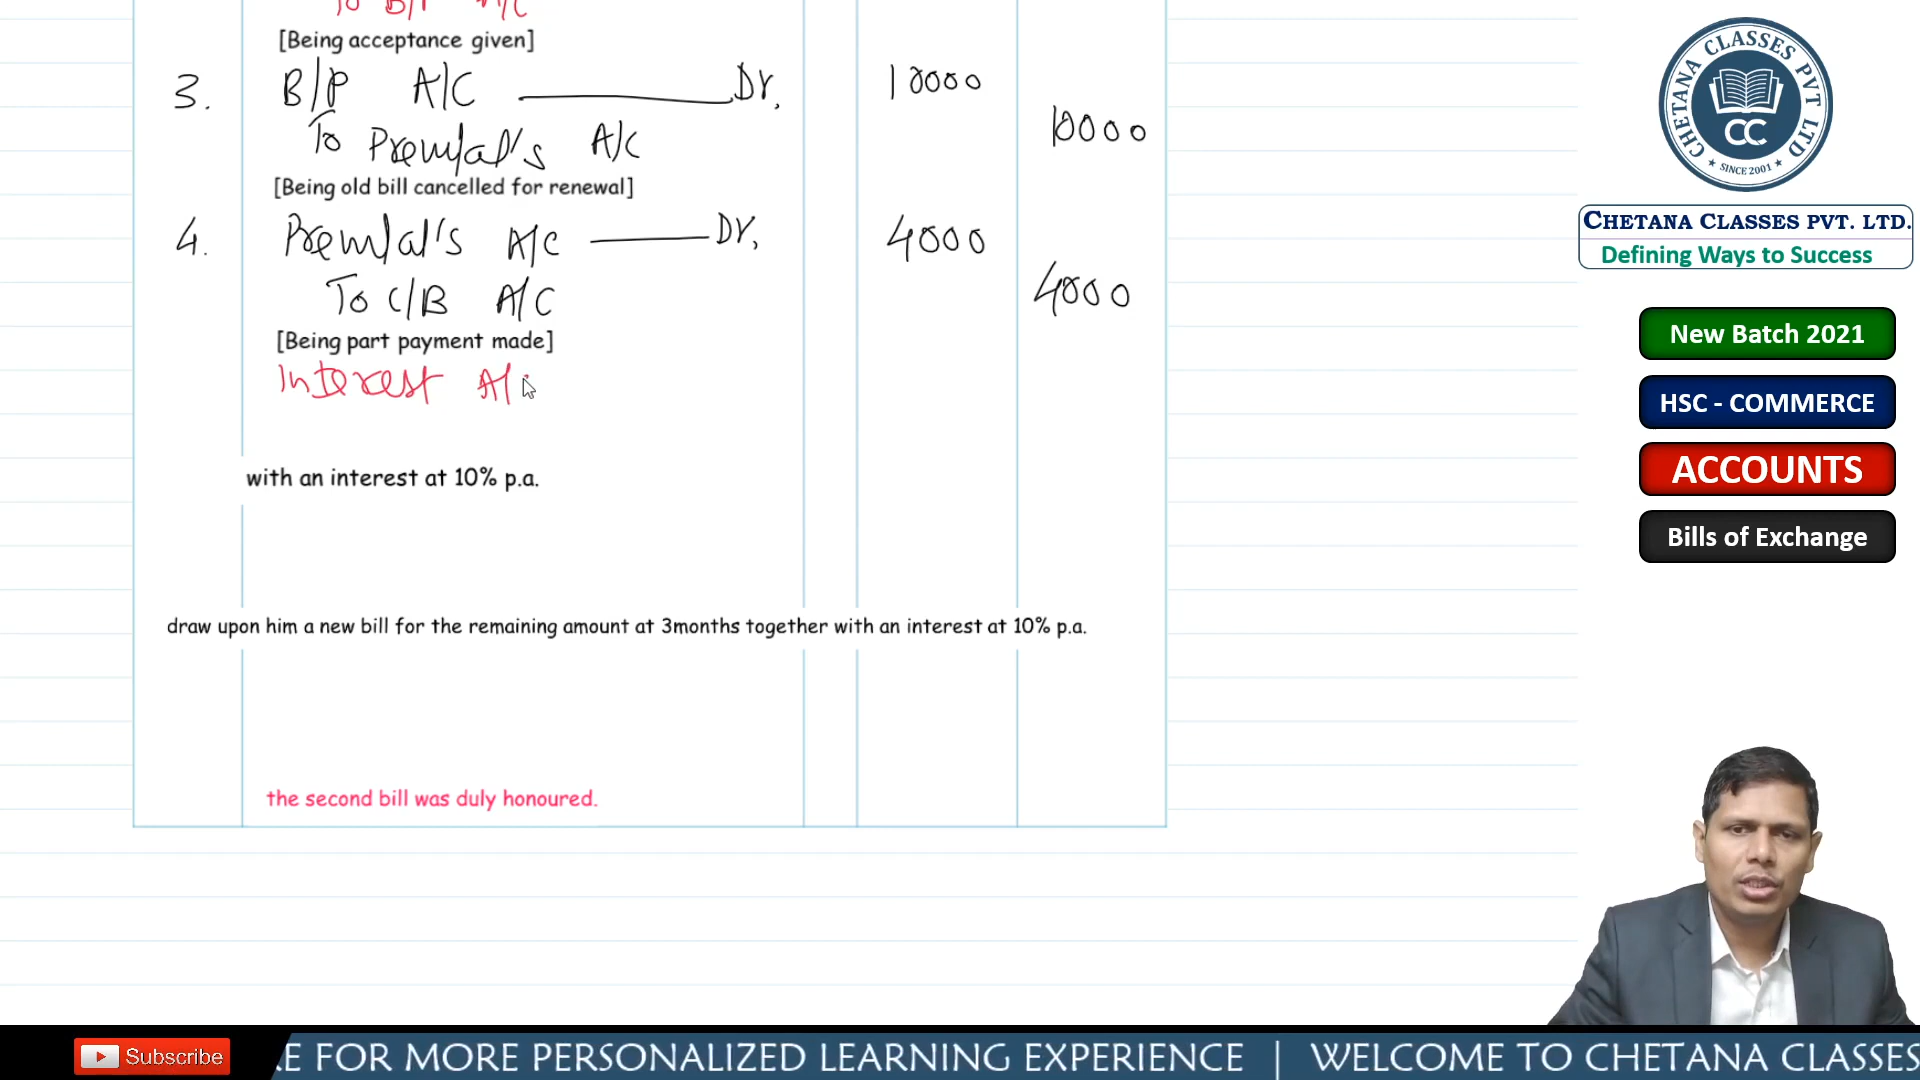 To B/P A/C
[Being acceptance given]
3. B/P A/C Dr. 10000
To Premlal's A/C 10000
[Being old bill cancelled for renewal]
4. Premlal's A/C Dr. 4000
To C/B A/C 4000
[Being part payment made]
Interest A/
with an interest at 10% p.a.
draw upon him a new bill for the remaining amount at 3months together with an interest at 10% p.a.
the second bill was duly honoured.
CHETANA CLASSES PVT LTD
CC
SINCE 2001
CHETANA CLASSES PVT. LTD.
Defining Ways to Success
New Batch 2021
HSC - COMMERCE
ACCOUNTS
Bills of Exchange
Subscribe
E FOR MORE PERSONALIZED LEARNING EXPERIENCE | WELCOME TO CHETANA CLASSES